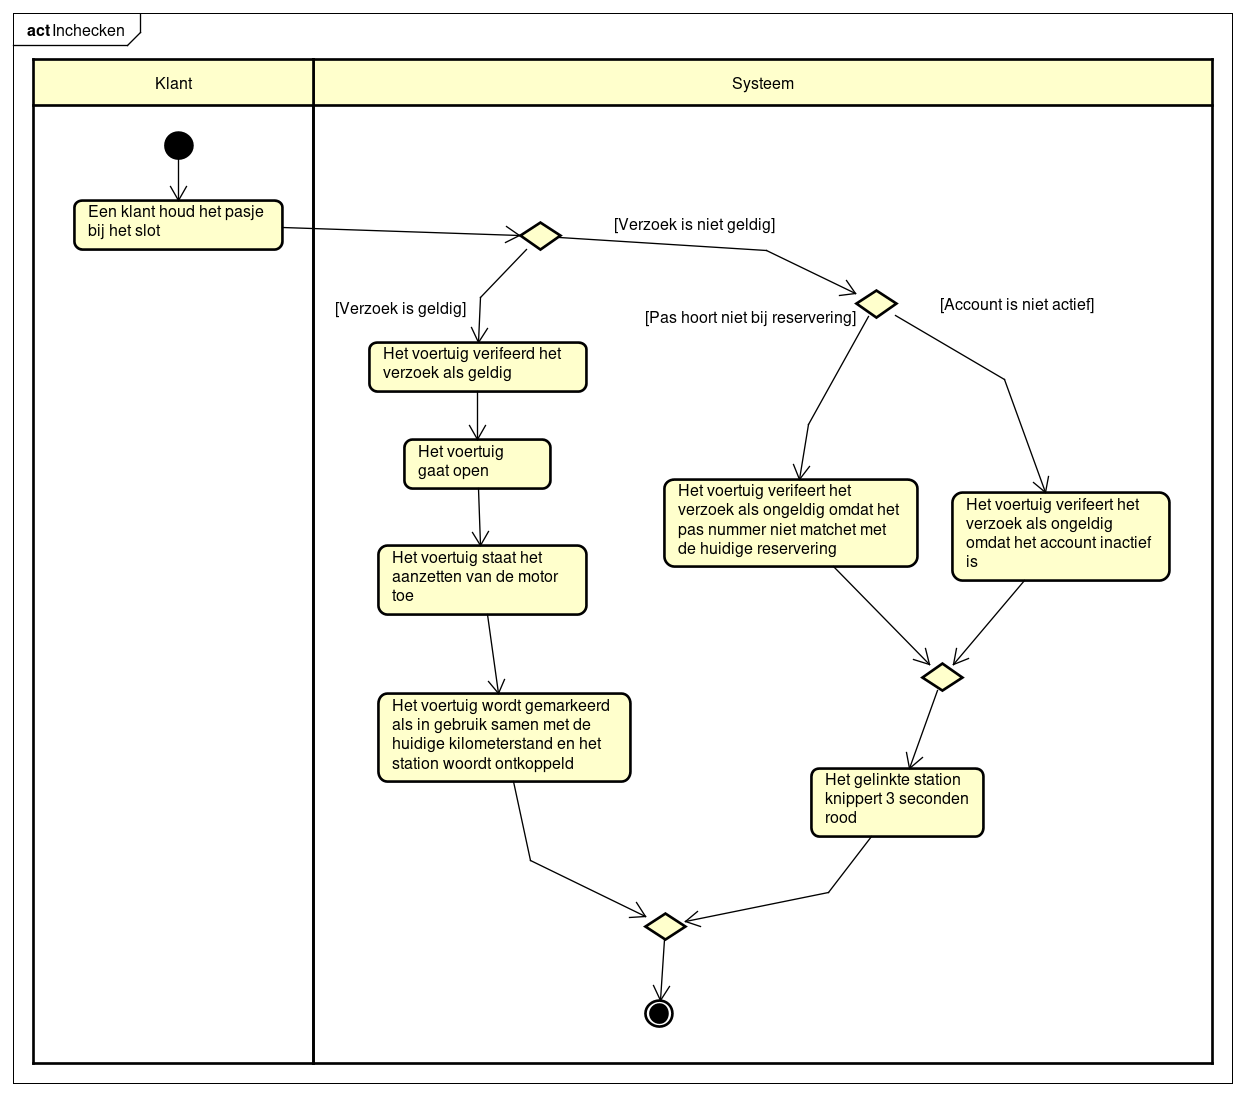 act Inchecken
Klant
Systeem
Een klant houd het pasje
bij het slot
[Verzoek is niet geldig]
[Verzoek is geldig]
[Pas hoort niet bij reservering]
[Account is niet actief]
Het voertuig verifeerd het
verzoek als geldig
Het voertuig
gaat open
Het voertuig verifeert het
verzoek als ongeldig omdat het
pas nummer niet matchet met
de huidige reservering
Het voertuig verifeert het
verzoek als ongeldig
omdat het account inactief
is
Het voertuig staat het
aanzetten van de motor
toe
Het voertuig wordt gemarkeerd
als in gebruik samen met de
huidige kilometerstand en het
station woordt ontkoppeld
Het gelinkte station
knippert 3 seconden
rood